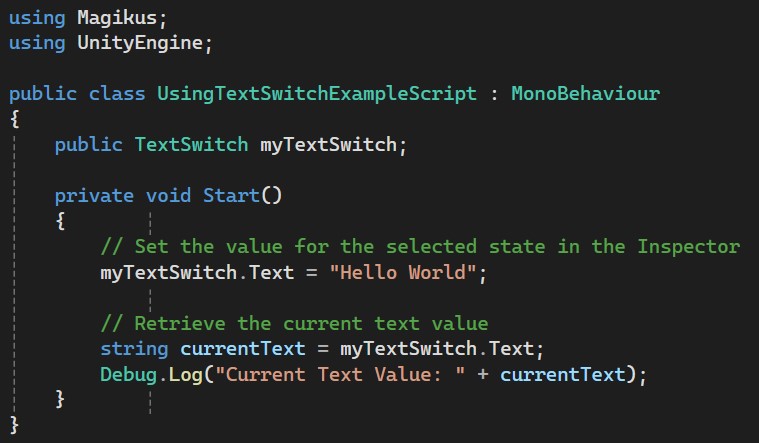 using Magikus;
using UnityEngine;

public class UsingTextSwitchExampleScript : MonoBehaviour
{
    public TextSwitch myTextSwitch;

    private void Start()
    {
        // Set the value for the selected state in the Inspector
        myTextSwitch.Text = "Hello World";

        // Retrieve the current text value
        string currentText = myTextSwitch.Text;
        Debug.Log("Current Text Value: " + currentText);
    }
}